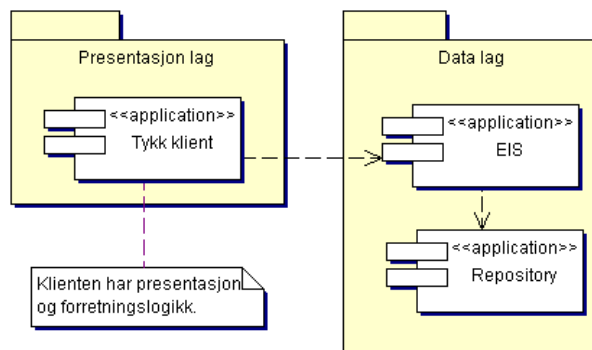 Presentasjon lag
<<application>>
Tykk klient
Klienten har presentasjon
og forretningslogikk.
Data lag
<<application>>
EIS
<<application>>
Repository